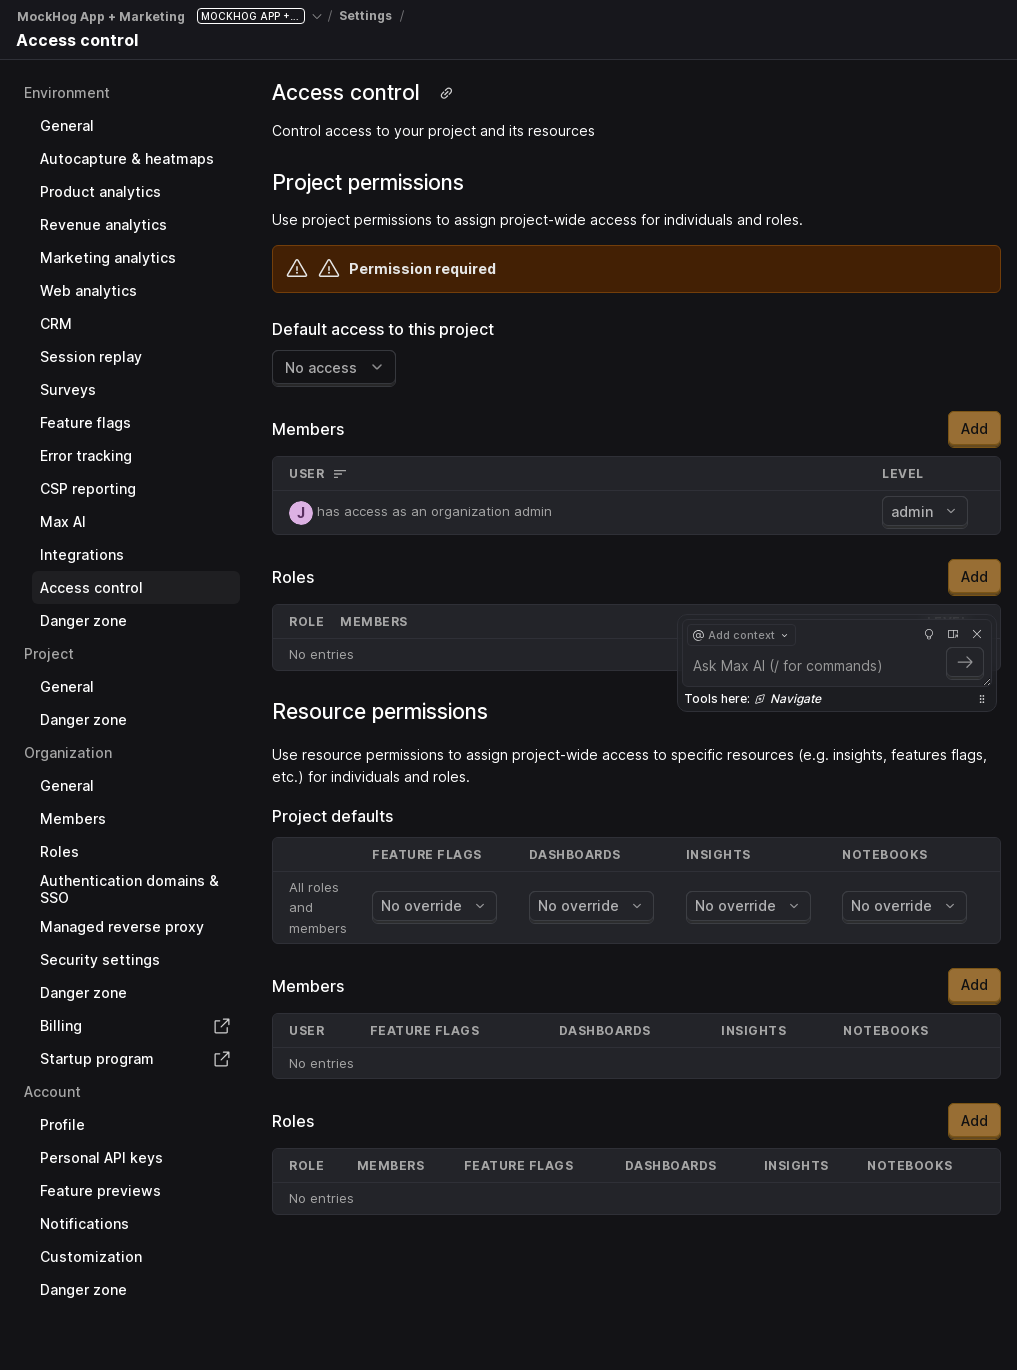 MockHog App + Marketing MOCKHOG APP +... / Settings /
Access control
Environment
General
Autocapture & heatmaps
Product analytics
Revenue analytics
Marketing analytics
Web analytics
CRM
Session replay
Surveys
Feature flags
Error tracking
CSP reporting
Max AI
Integrations
Access control
Danger zone
Project
General
Danger zone
Organization
General
Members
Roles
Authentication domains &
SSO
Managed reverse proxy
Security settings
Danger zone
Billing
Startup program
Account
Profile
Personal API keys
Feature previews
Notifications
Customization
Danger zone
Access control
Control access to your project and its resources
Project permissions
Use project permissions to assign project-wide access for individuals and roles.
Permission required
Default access to this project
No access
Members Add
USER LEVEL
J has access as an organization admin admin
Roles Add
ROLE MEMBERS
No entries
@ Add context
Ask Max AI (/ for commands)
Tools here: Navigate
Resource permissions
Use resource permissions to assign project-wide access to specific resources (e.g. insights, features flags,
etc.) for individuals and roles.
Project defaults
FEATURE FLAGS DASHBOARDS INSIGHTS NOTEBOOKS
All roles
and
members
No override No override No override No override
Members Add
USER FEATURE FLAGS DASHBOARDS INSIGHTS NOTEBOOKS
No entries
Roles Add
ROLE MEMBERS FEATURE FLAGS DASHBOARDS INSIGHTS NOTEBOOKS
No entries